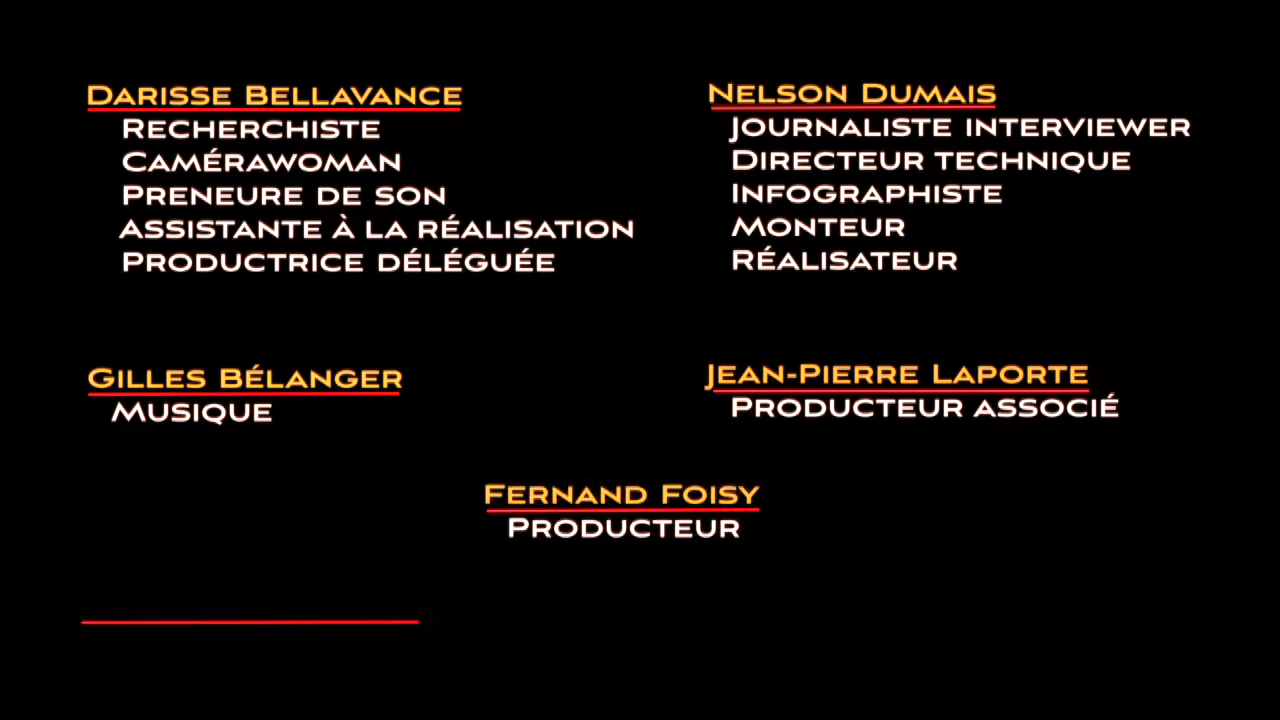 Darisse Bellavance
Recherchiste
Camérawoman
Preneure de son
Assistante à la réalisation
Productrice déléguée
Nelson Dumais
Journaliste interviewer
Directeur technique
Infographiste
Monteur
Réalisateur
Gilles Bélanger
Musique
Jean-Pierre Laporte
Producteur associé
Fernand Foisy
Producteur